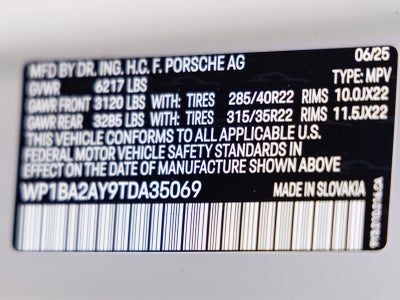 MFD BY DR. ING. H.C. F. PORSCHE AG 06/25
GVWR 6217 LBS TYPE: MPV
GAWR FRONT 3120 LBS WITH: TIRES 285/40R22 RIMS 10.0JX22
GAWR REAR 3285 LBS WITH: TIRES 315/35R22 RIMS 11.5JX22
THIS VEHICLE CONFORMS TO ALL APPLICABLE
FEDERAL MOTOR VEHICLE SAFETY STANDARDS IN
EFFECT ON THE DATE OF MANUFACTURE SHOWN ABOVE
WP1BA2AY9TDA35069 MADE IN SLOVAKIA